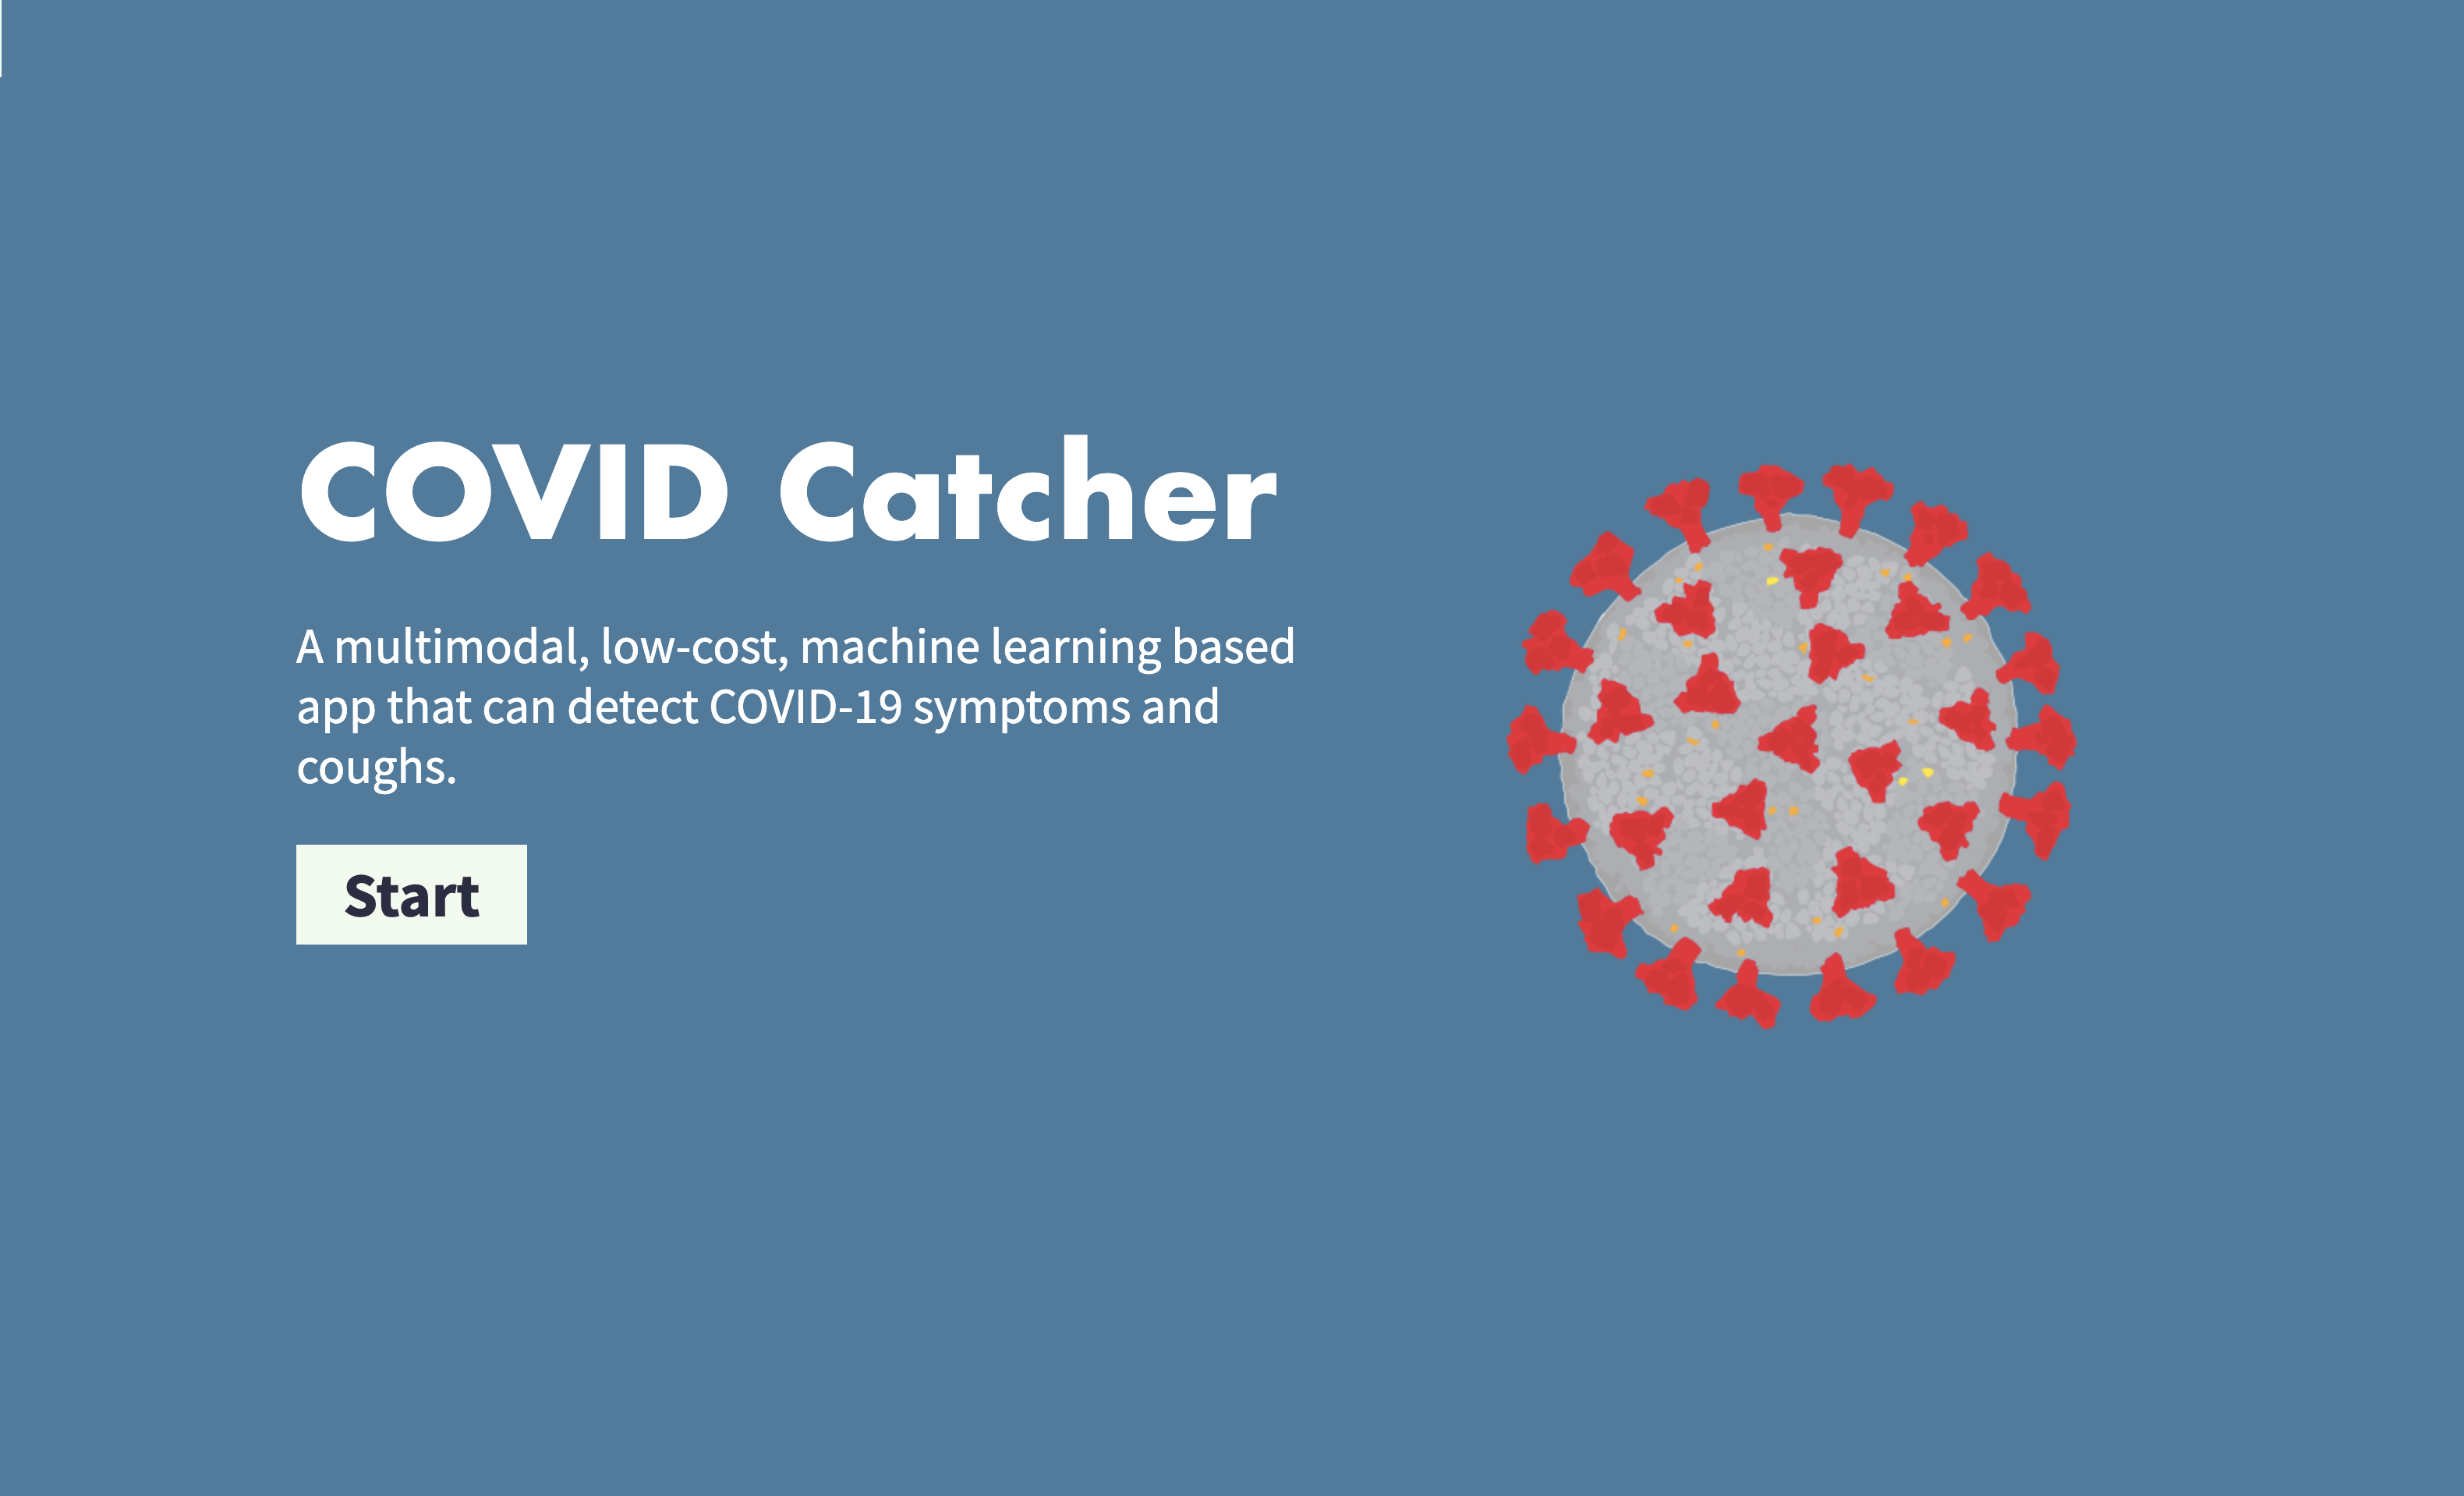 COVID Catcher
A multimodal, low-cost, machine learning based
app that can detect COVID-19 symptoms and
coughs.
Start